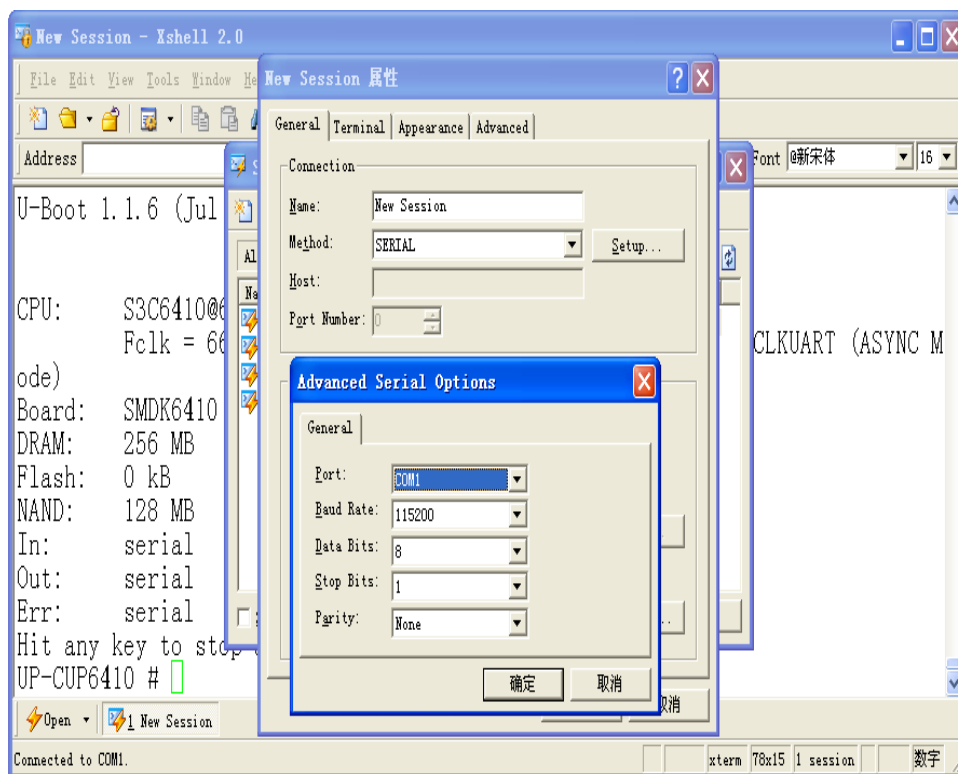 New Session - Xshell 2.0
File Edit View Tools Window He
Address
Font @新宋体 16
U-Boot 1.1.6 (Jul
CPU: S3C6410@6
Fclk = 66 CLKUART (ASYNC M
ode)
Board: SMDK6410
DRAM: 256 MB
Flash: 0 kB
NAND: 128 MB
In: serial
Out: serial
Err: serial
Hit any key to stop
UP-CUP6410 #
Open 1 New Session
Connected to COM1. xterm 78x15 1 session 数字
S
Al
Na
New Session 属性
General Terminal Appearance Advanced
Connection
Name: New Session
Method: SERIAL Setup...
Host:
Port Number: 0
取消
Advanced Serial Options
General
Port: COM1
Baud Rate: 115200
Data Bits: 8
Stop Bits: 1
Parity: None
确定 取消